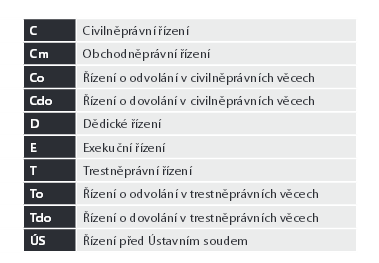 C Civilněprávní řízení
Cm Obchodněprávní řízení
Co Řízení o odvolání v civilněprávních věcech
Cdo Řízení o dovolání v civilněprávních věcech
D Dědické řízení
E Exekuční řízení
T Trestněprávní řízení
To Řízení o odvolání v trestněprávních věcech
Tdo Řízení o dovolání v trestněprávních věcech
ÚS Řízení před Ústavním soudem